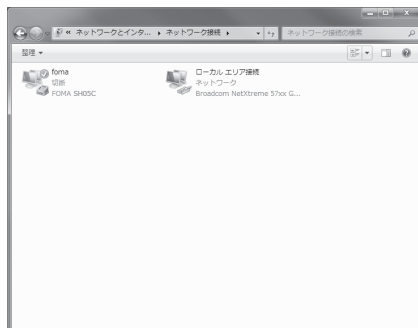 « ネットワークとインタ... ▸ ネットワーク接続 ▸
ネットワーク接続の検索
整理 ▾
foma
切断
FOMA SH05C
ローカル エリア接続
ネットワーク
Broadcom NetXtreme 57xx G...